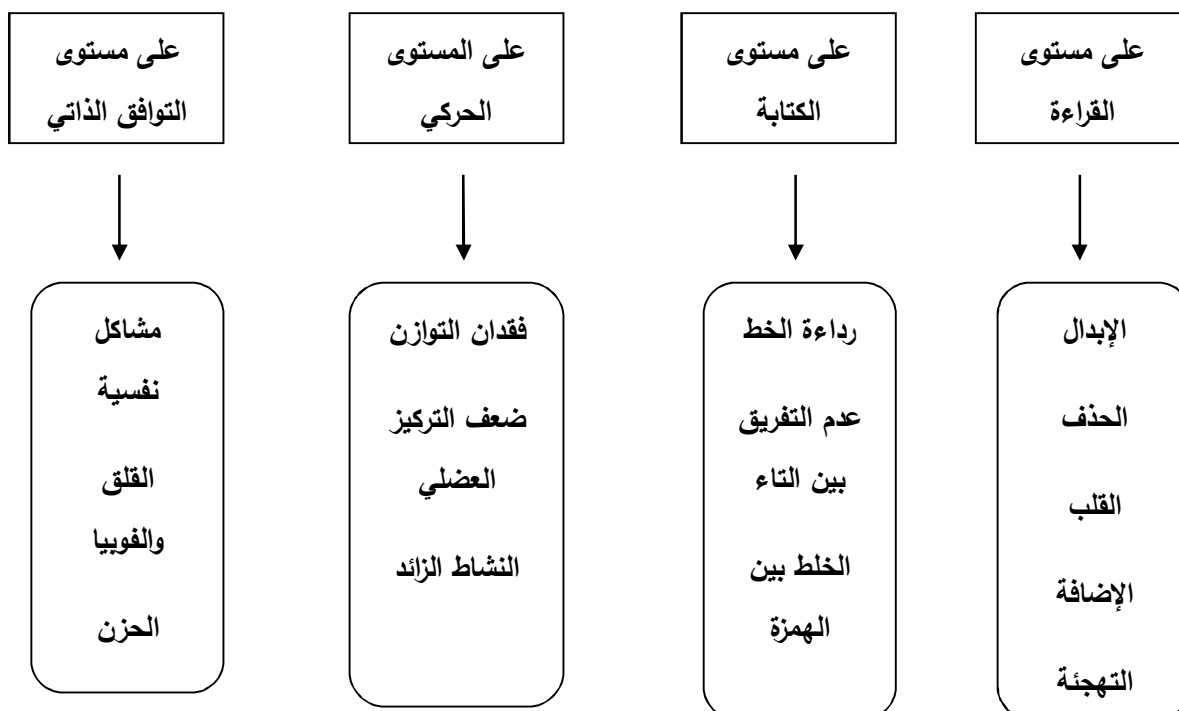 على مستوى
القراءة
على مستوى
الكتابة
على المستوى
الحركي
على مستوى
التوافق الذاتي
الإبدال
الحذف
القلب
الإضافة
التهجئة
رداءة الخط
عدم التفريق
بين التاء
الخلط بين
الهمزة
فقدان التوازن
ضعف التركيز
العضلي
النشاط الزائد
مشاكل
نفسية
القلق
والفوبيا
الحزن